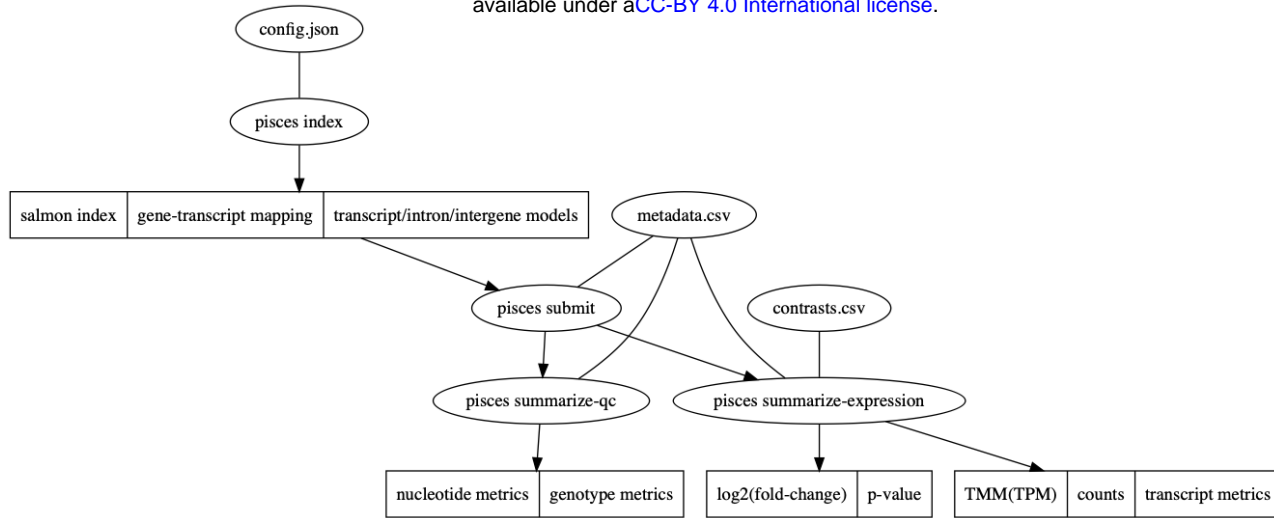 available under aCC-BY 4.0 International license.
config.json
pisces index
salmon index gene-transcript mapping transcript/intron/intergene models
metadata.csv
pisces submit contrasts.csv
pisces summarize-qc pisces summarize-expression
nucleotide metrics genotype metrics log2(fold-change) p-value TMM(TPM) counts transcript metrics